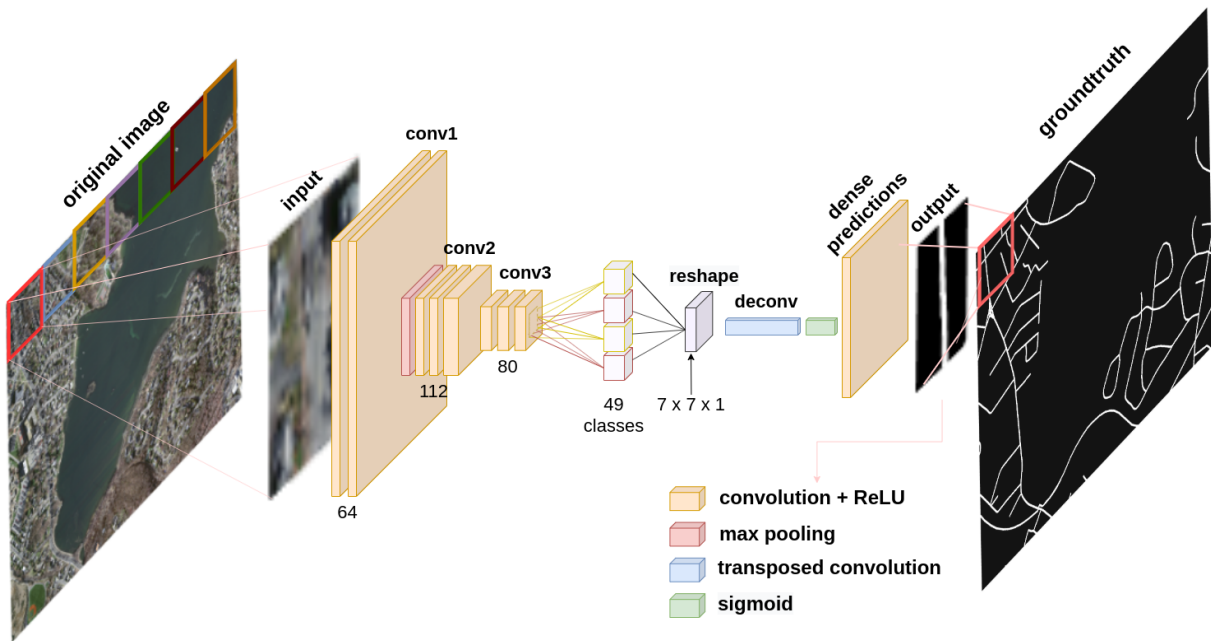 original image
input
conv1
64
conv2
112
conv3
80
49
classes
reshape
7 x 7 x 1
deconv
dense
predictions
output
groundtruth
convolution + ReLU
max pooling
transposed convolution
sigmoid